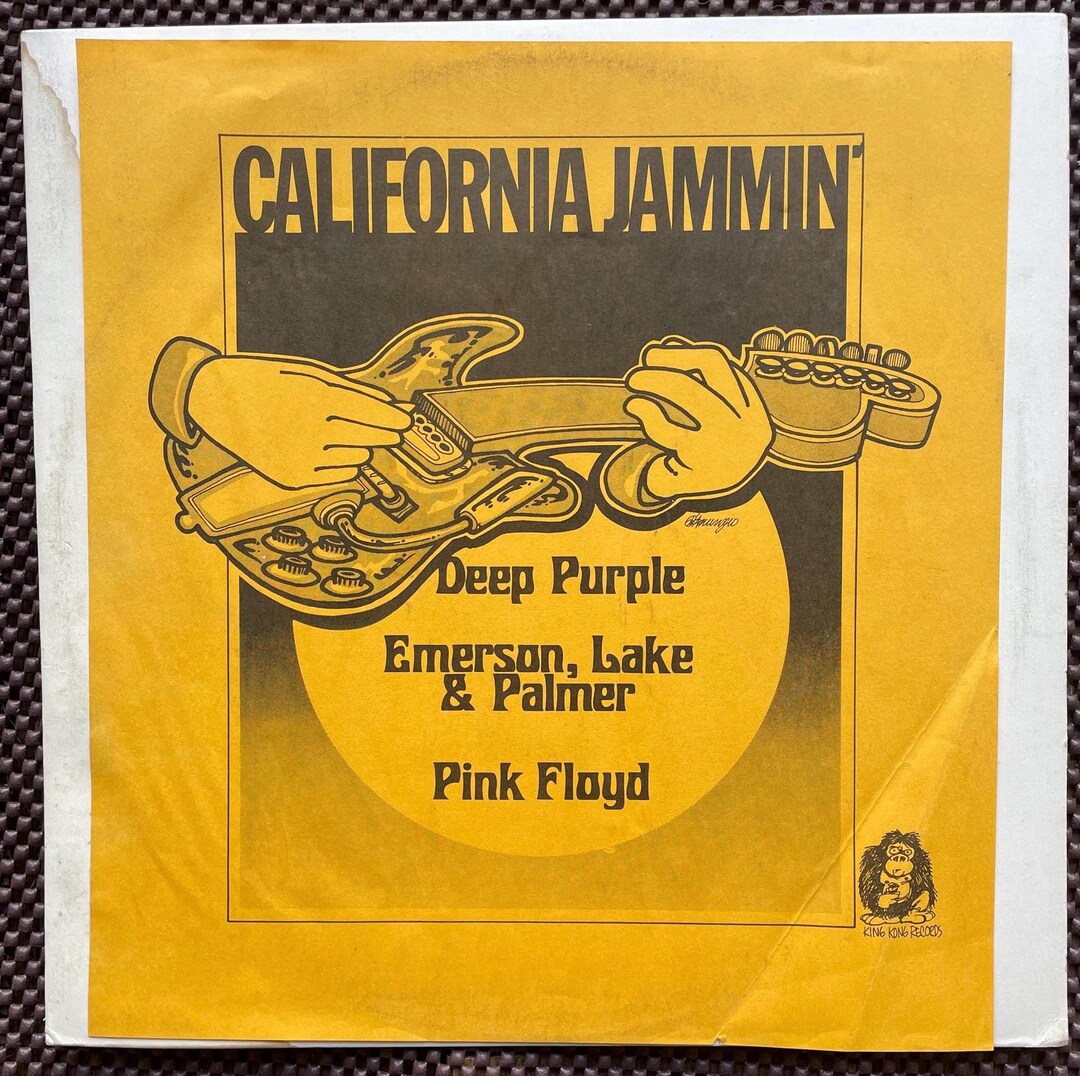 CALIFORNIA JAMMIN'
Deep Purple
Emerson, Lake
& Palmer
Pink Floyd
KING KONG RECORDS